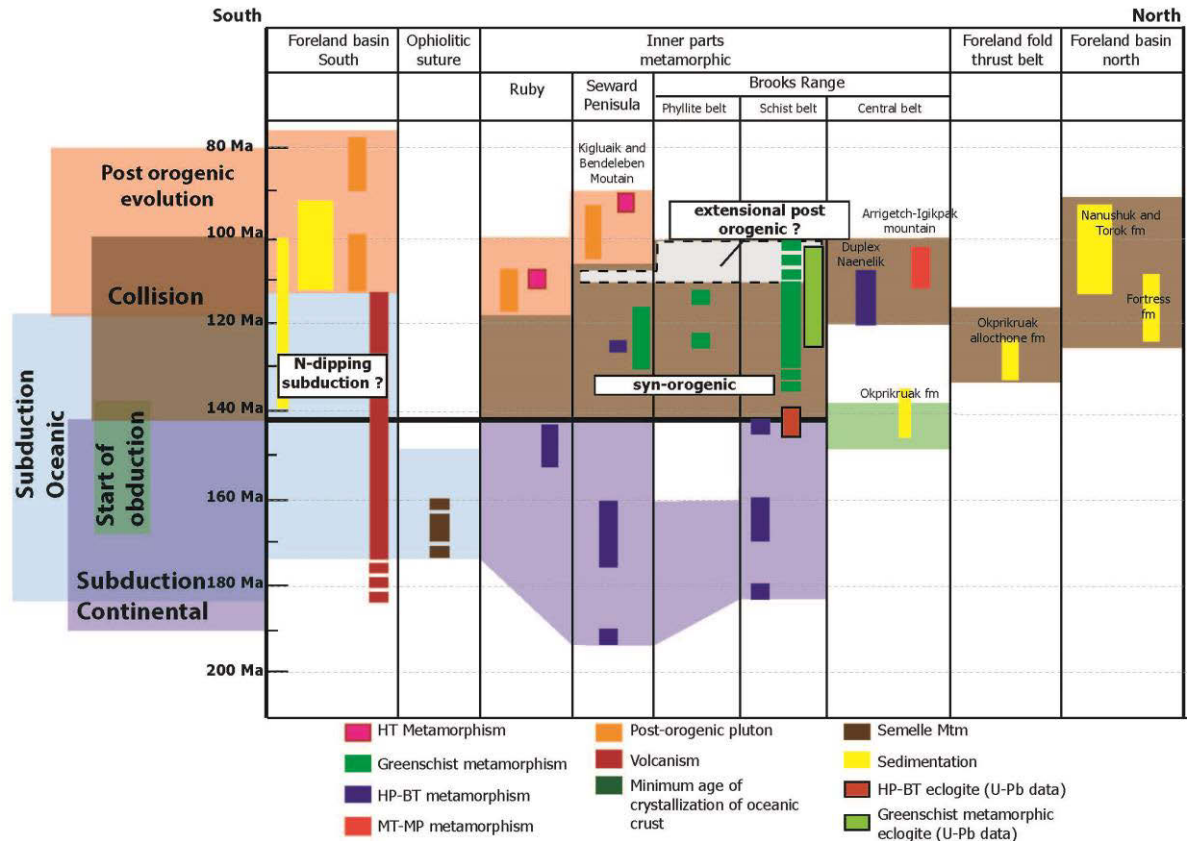 South
North
Foreland basin
South
Ophiolitic
suture
Inner parts
metamorphic
Foreland fold
thrust belt
Foreland basin
north
Ruby
Seward
Penisula
Brooks Range
Phyllite belt
Schist belt
Central belt
80 Ma
100 Ma
120 Ma
140 Ma
160 Ma
180 Ma
200 Ma
Post orogenic
evolution
Collision
Subduction
Oceanic
Start of
obduction
Subduction
Continental
N-dipping
subduction ?
Kigluaik and
Bendeleben
Moutain
extensional post
orogenic ?
syn-orogenic
Arrigetch-Igikpak
mountain
Duplex
Naenelik
Okprikruak fm
Okprikruak
allocthone fm
Nanushuk and
Torok fm
Fortress
fm
HT Metamorphism
Greenschist metamorphism
HP-BT metamorphism
MT-MP metamorphism
Post-orogenic pluton
Volcanism
Minimum age of
crystallization of oceanic
crust
Semelle Mtm
Sedimentation
HP-BT eclogite (U-Pb data)
Greenschist metamorphic
eclogite (U-Pb data)